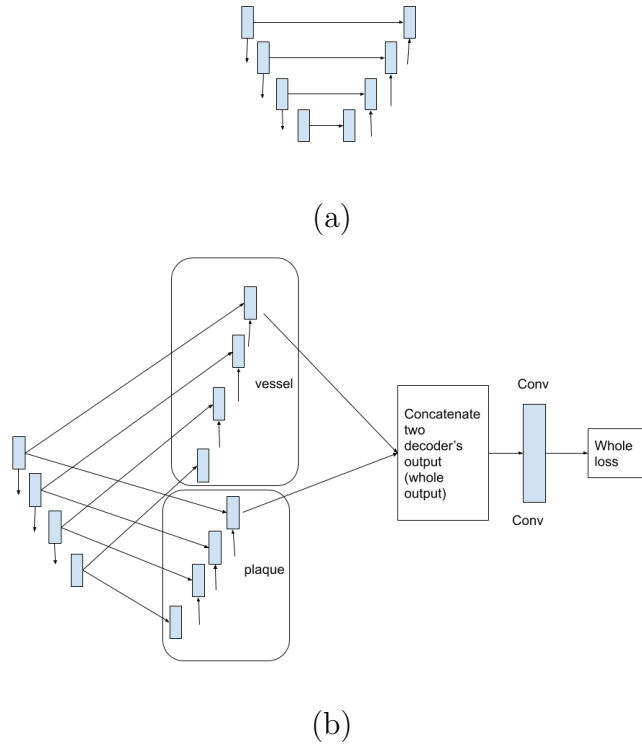 (a)
vessel
plaque
Concatenate
two
decoder's
output
(whole
output)
Conv
Conv
Whole
loss
(b)